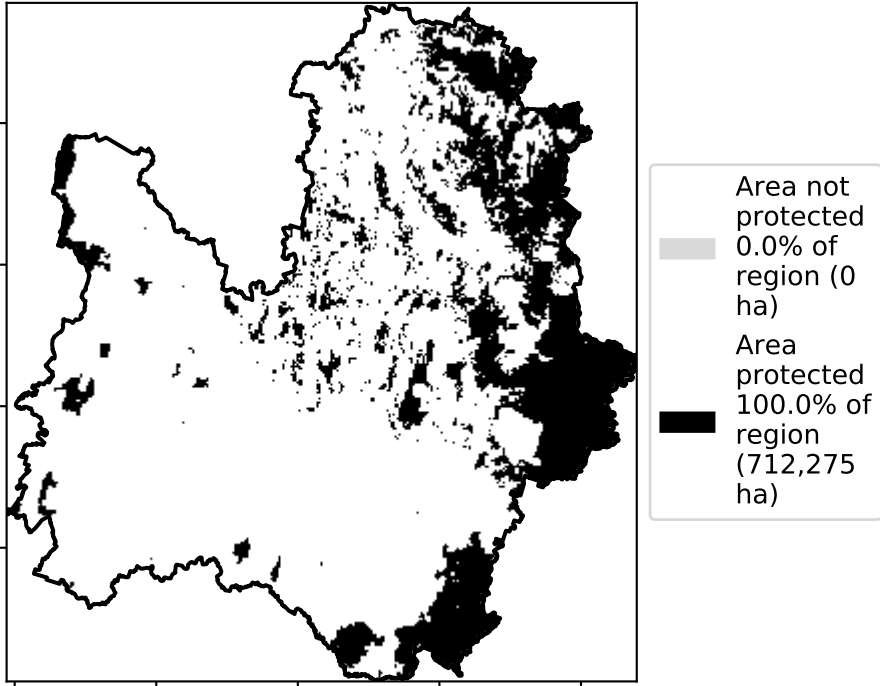 Area not
protected
0.0% of
region (0
ha)
Area
protected
100.0% of
region
(712,275
ha)